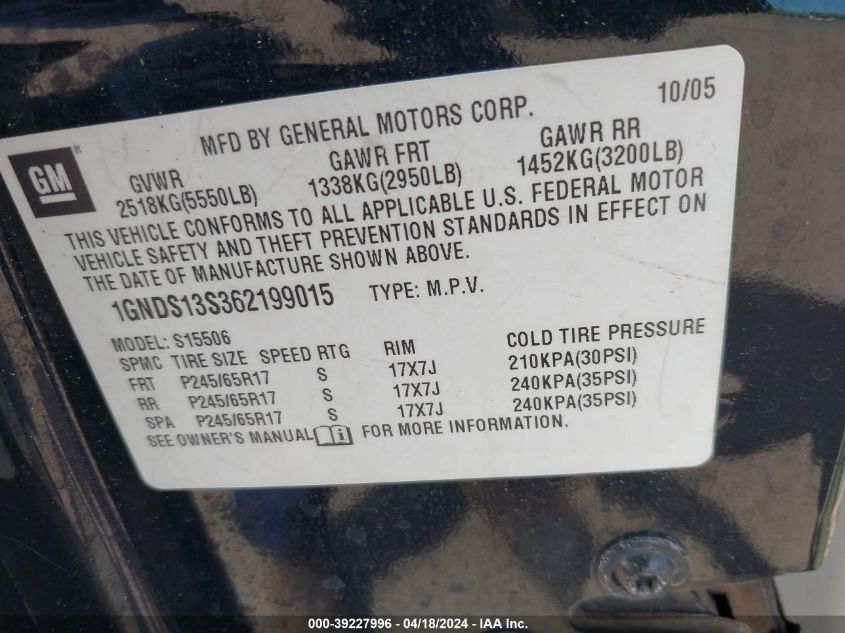 10/05
MFD BY GENERAL MOTORS CORP.
GM
GVWR GAWR FRT GAWR RR
2518KG(5550LB) 1338KG(2950LB) 1452KG(3200LB)
THIS VEHICLE CONFORMS TO ALL APPLICABLE U.S. FEDERAL MOTOR
VEHICLE SAFETY AND THEFT PREVENTION STANDARDS IN EFFECT ON
THE DATE OF MANUFACTURE SHOWN ABOVE.
1GNDS13S362199015 TYPE: M.P.V.
MODEL: S15506
SPMC TIRE SIZE SPEED RTG RIM COLD TIRE PRESSURE
FRT P245/65R17 S 17X7J 210KPA(30PSI)
RR P245/65R17 S 17X7J 240KPA(35PSI)
SPA P245/65R17 S 17X7J 240KPA(35PSI)
SEE OWNER'S MANUAL FOR MORE INFORMATION.
000-39227996 - 04/18/2024 - IAA Inc.